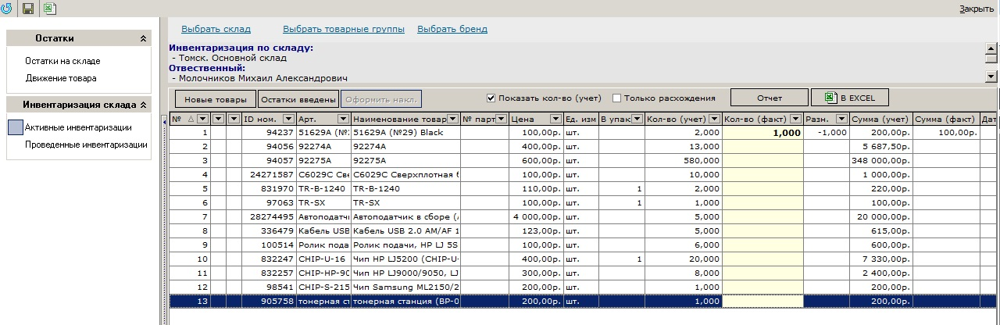 Закрыть
Остатки
Остатки на складе
Движение товара
Инвентаризация склада
Активные инвентаризации
Проведенные инвентаризации
Выбрать склад Выбрать товарные группы Выбрать бренд
Инвентаризация по складу:
- Томск. Основной склад
Отвественный:
- Молочников Михаил Александрович
Новые товары Остатки введены Оформить накл. Показать кол-во (учет) Только расхождения Отчет В EXCEL
№ ID ном. Арт. Наименование товар № парт Цена Ед. изм В упак Кол-во (учет) Кол-во (факт) Разн. Сумма (учет) Сумма (факт) Дат
1 94237 51629A (№2 51629A (№29) Black 100,00р. шт. 2,000 1,000 -1,000 200,00р. 100,00р.
2 94056 92274A 92274A 400,00р. шт. 13,000 5 687,50р.
3 94057 92275A 92275A 600,00р. шт. 580,000 348 000,00р.
4 24271587 C6029C Све C6029C Сверхплотная б 100,00р. шт. 10,000 1 000,00р.
5 831970 TR-B-1240 TR-B-1240 110,00р. шт. 1 2,000 220,00р.
6 97063 TR-SX TR-SX 100,00р. шт. 1 1,000 100,00р.
7 28274495 Автоподатч Автоподатчик в сборе (А 4 000,00р. шт. 5,000 20 000,00р.
8 336479 Кабель USB Кабель USB 2.0 AM/AF 1 123,00р. шт. 5,000 615,00р.
9 100514 Ролик пода Ролик подачи, HP LJ 5S 100,00р. шт. 6,000 600,00р.
10 832247 CHIP-U-16 Чип HP LJ5200 (CHIP-U- 400,00р. шт. 1 20,000 7 330,00р.
11 832257 CHIP-HP-90 Чип HP LJ9000/9050, LJ 300,00р. шт. 8,000 2 400,00р.
12 98541 CHIP-S-215 Чип Samsung ML2150/2 200,00р. шт. 1,000 200,00р.
13 905758 тонерная ст тонерная станция (BP-0 200,00р. шт. 1,000 200,00р.